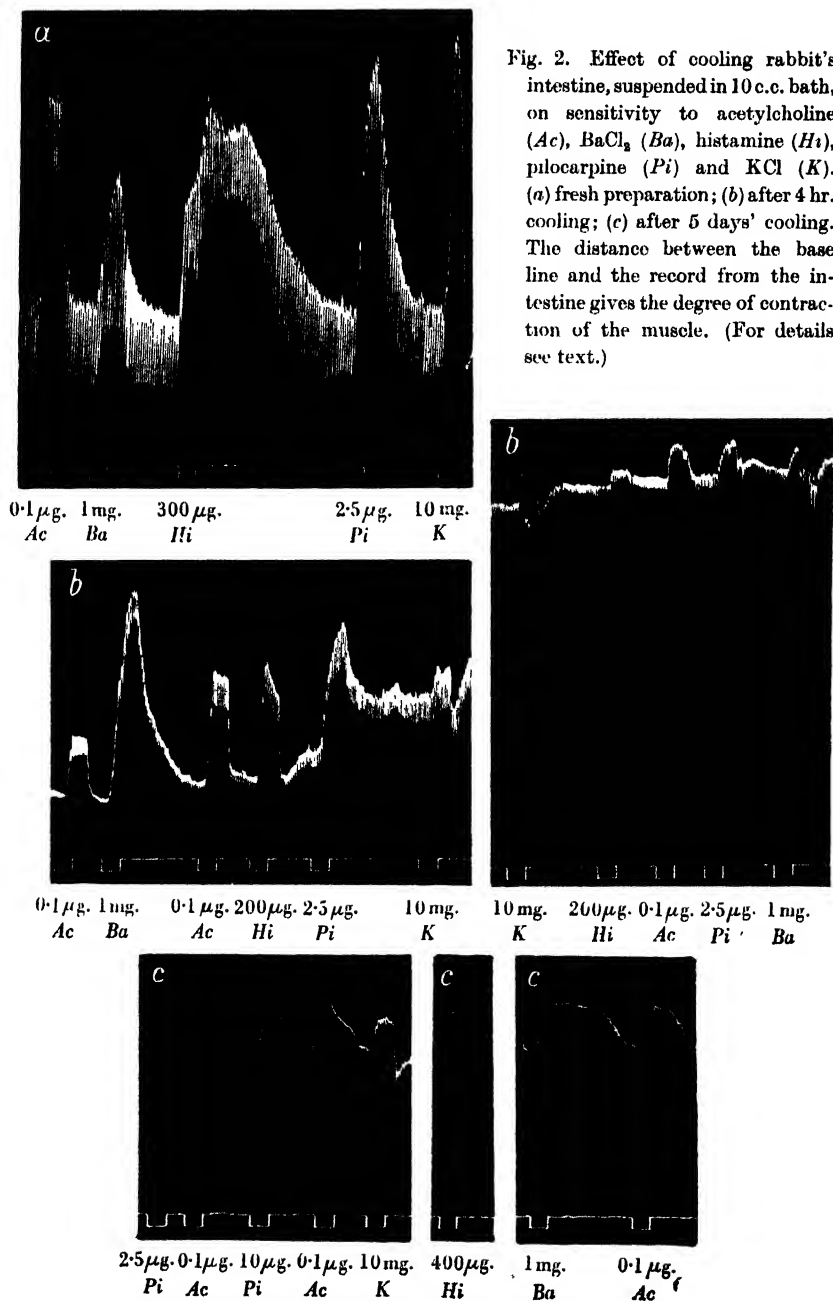 a
Fig. 2. Effect of cooling rabbit's
intestine, suspended in 10 c.c. bath,
on sensitivity to acetylcholine
(Ac), BaCl₂ (Ba), histamine (Hi),
pilocarpine (Pi) and KCl (K).
(a) fresh preparation; (b) after 4 hr.
cooling; (c) after 5 days' cooling.
The distance between the base
line and the record from the in-
testine gives the degree of contrac-
tion of the muscle. (For details
see text.)
0·1 µg. 1 mg. 300 µg. 2·5 µg. 10 mg.
Ac Ba Hi Pi K
b
0·1 µg. 1 mg. 0·1 µg. 200 µg. 2·5 µg. 10 mg.
Ac Ba Ac Hi Pi K
b
10 mg. 200 µg. 0·1 µg. 2·5 µg. 1 mg.
K Hi Ac Pi Ba
c
2·5 µg. 0·1 µg. 10 µg. 0·1 µg. 10 mg.
Pi Ac Pi Ac K
c
400 µg.
Hi
c
1 mg. 0·1 µg.
Ba Ac